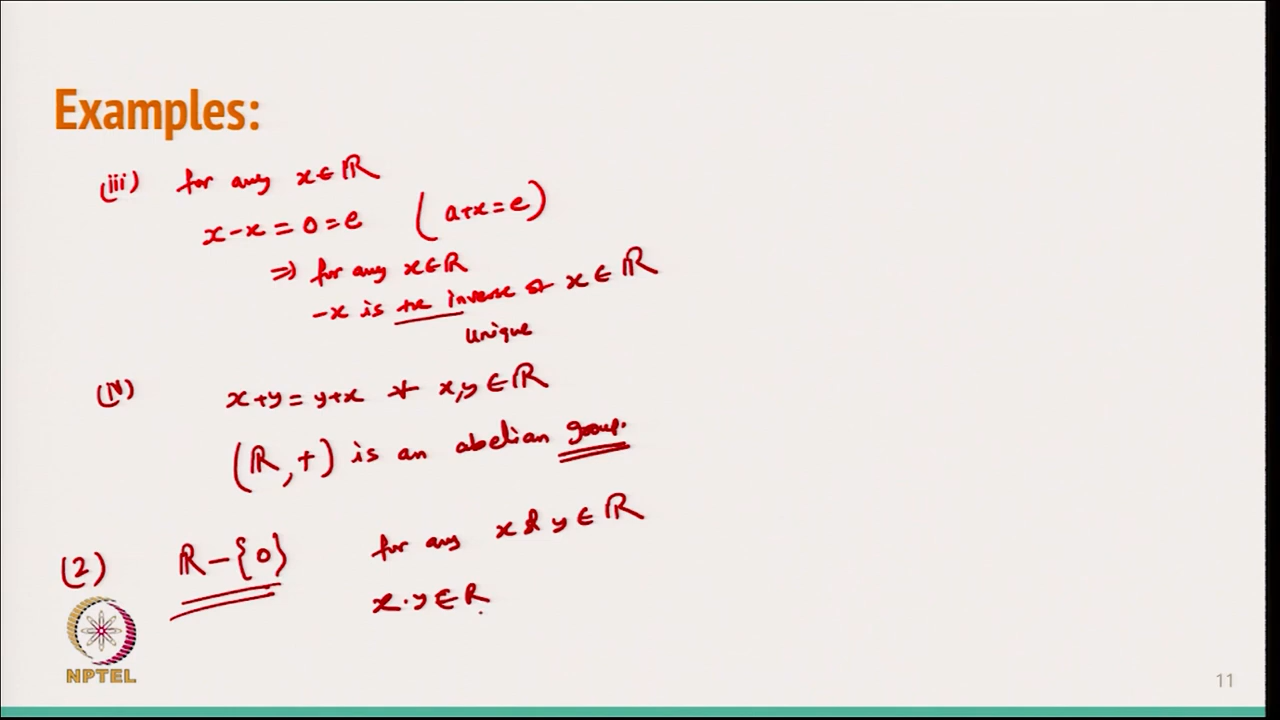 Examples:
(iii) for any x∈ℝ
x-x = 0 = e (a+x=e)
⇒ for any x∈ℝ
-x is +ve inverse of x∈ℝ
unique
(iv) x+y = y+x ∀ x,y∈ℝ
(ℝ,+) is an abelian group.
(2) ℝ-{0} for any x & y ∈ℝ
x·y∈ℝ
NPTEL
11